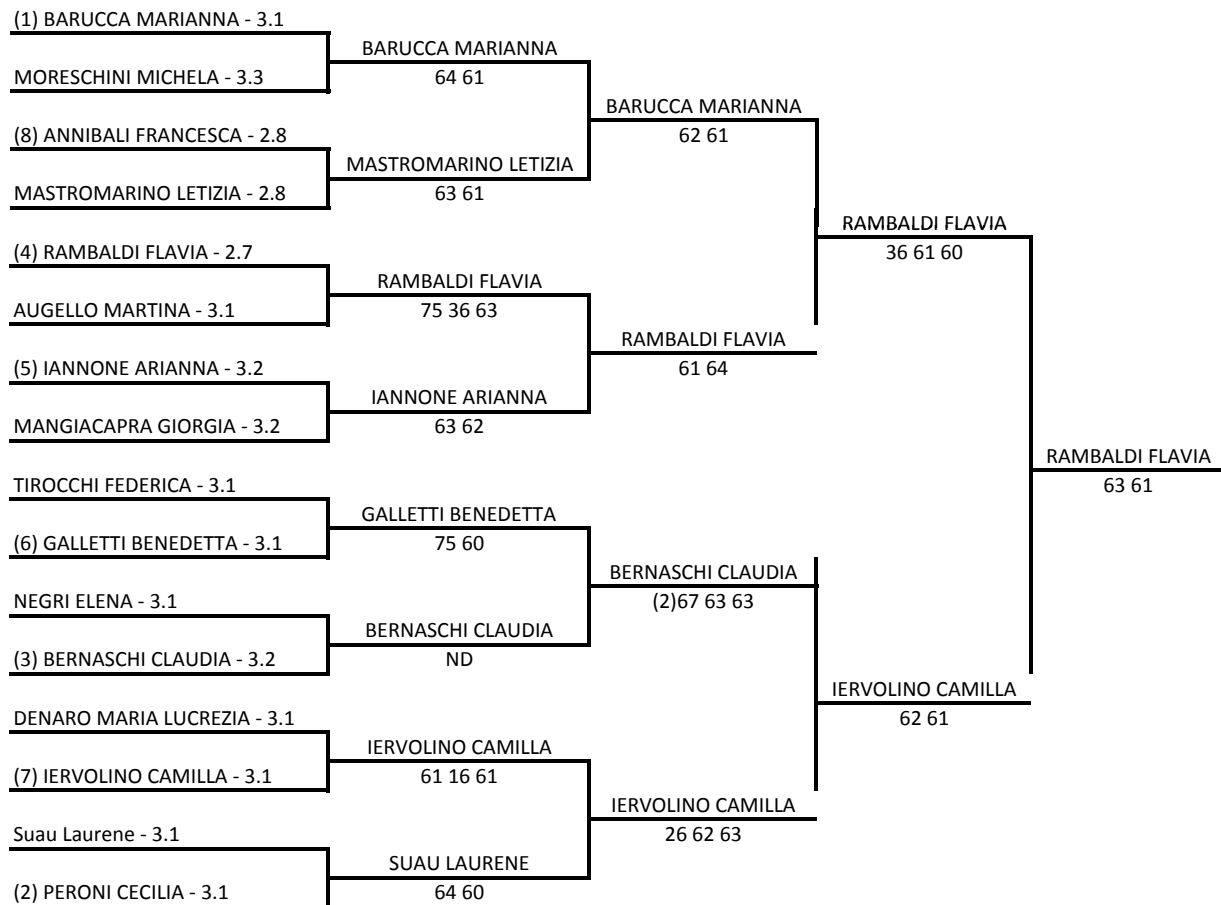 (1) BARUCCA MARIANNA - 3.1
BARUCCA MARIANNA
MORESCHINI MICHELA - 3.3
64 61
BARUCCA MARIANNA
(8) ANNIBALI FRANCESCA - 2.8
62 61
MASTROMARINO LETIZIA
MASTROMARINO LETIZIA - 2.8
63 61
RAMBALDI FLAVIA
(4) RAMBALDI FLAVIA - 2.7
36 61 60
RAMBALDI FLAVIA
AUGELLO MARTINA - 3.1
75 36 63
RAMBALDI FLAVIA
(5) IANNONE ARIANNA - 3.2
61 64
IANNONE ARIANNA
MANGIACAPRA GIORGIA - 3.2
63 62
RAMBALDI FLAVIA
TIROCCHI FEDERICA - 3.1
63 61
GALLETTI BENEDETTA
(6) GALLETTI BENEDETTA - 3.1
75 60
BERNASCHI CLAUDIA
NEGRI ELENA - 3.1
(2)67 63 63
BERNASCHI CLAUDIA
(3) BERNASCHI CLAUDIA - 3.2
ND
IERVOLINO CAMILLA
DENARO MARIA LUCREZIA - 3.1
62 61
IERVOLINO CAMILLA
(7) IERVOLINO CAMILLA - 3.1
61 16 61
IERVOLINO CAMILLA
Suau Laurene - 3.1
26 62 63
SUAU LAURENE
(2) PERONI CECILIA - 3.1
64 60